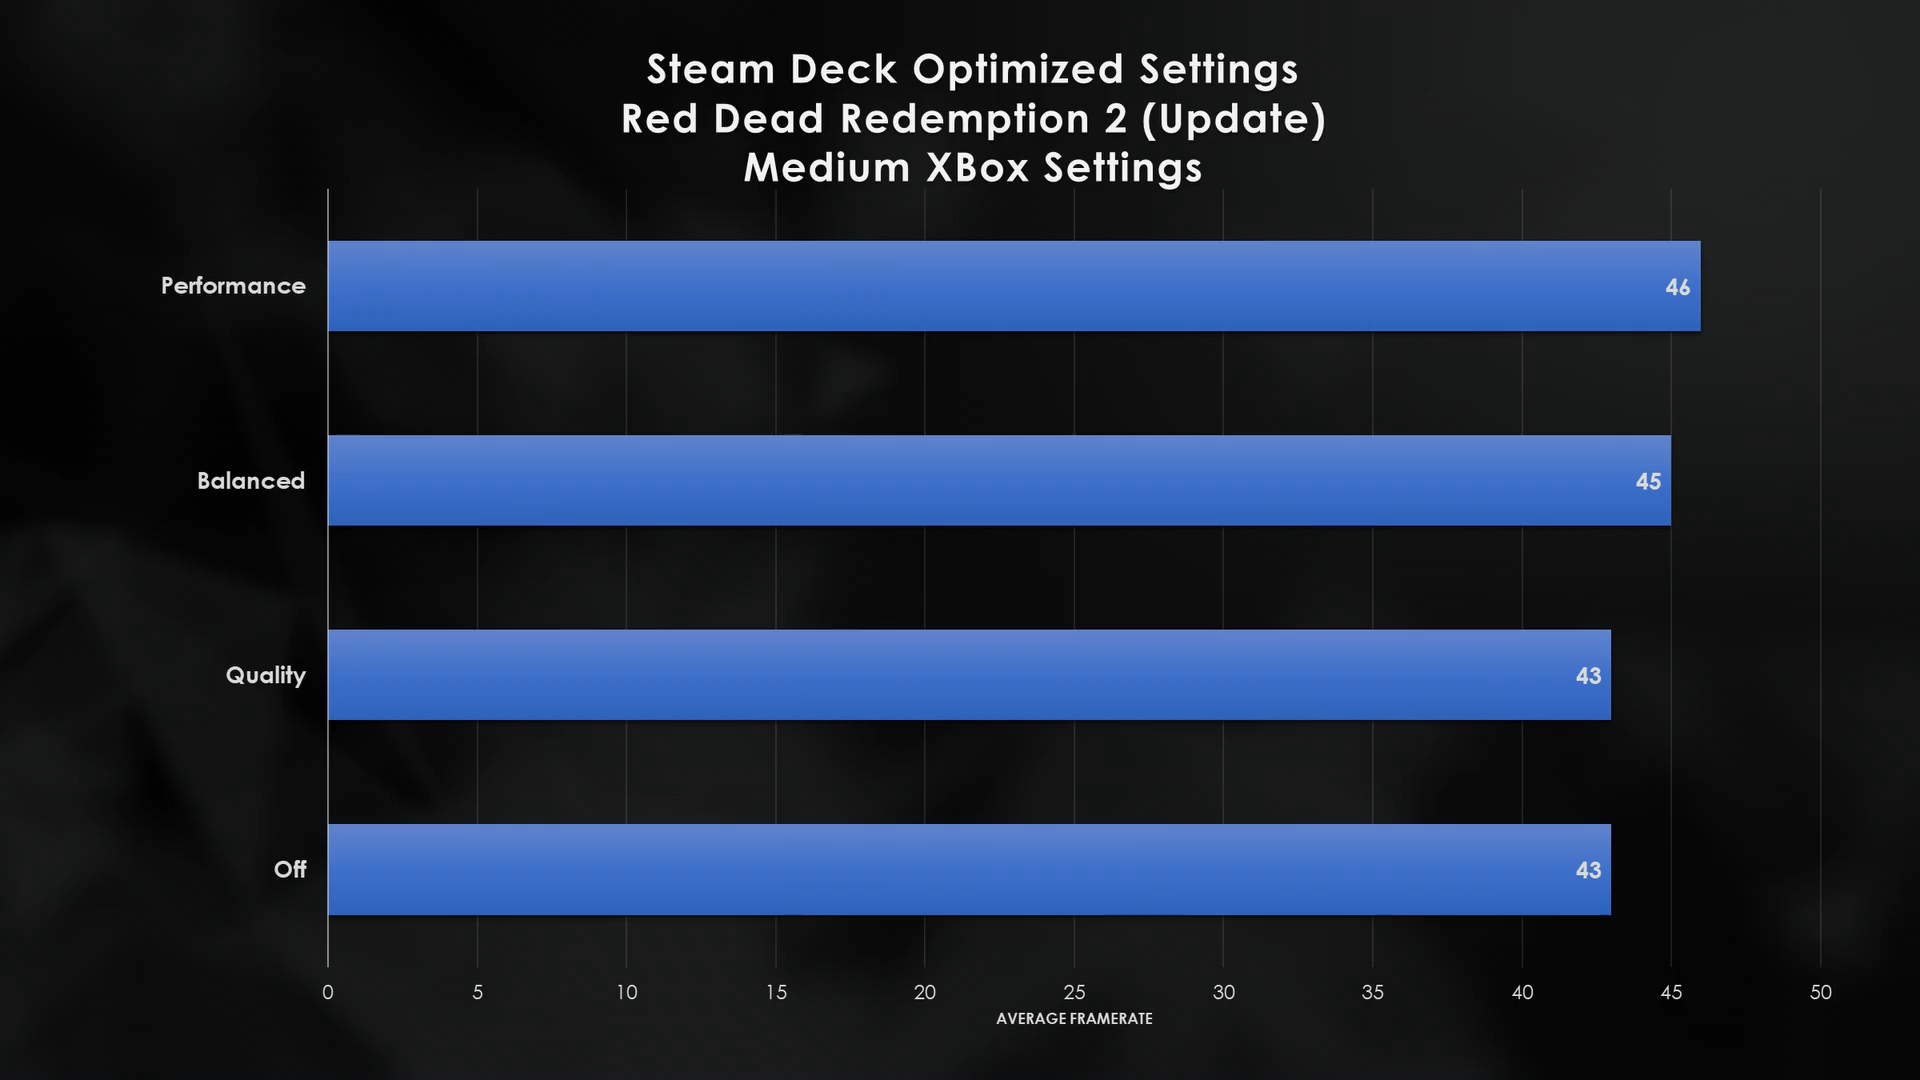 Steam Deck Optimized Settings
Red Dead Redemption 2 (Update)
Medium XBox Settings
Performance
46
Balanced
45
Quality
43
Off
43
0 5 10 15 20 25 30 35 40 45 50
AVERAGE FRAMERATE